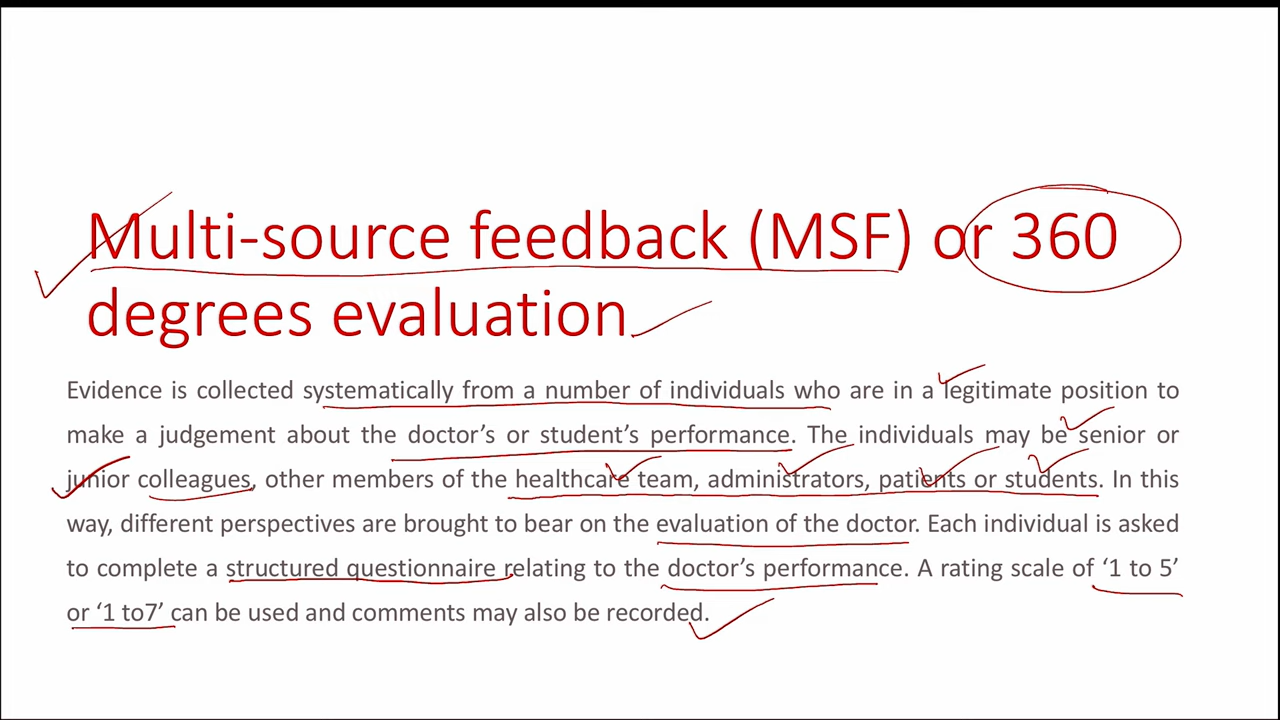 Multi-source feedback (MSF) or 360
degrees evaluation
Evidence is collected systematically from a number of individuals who are in a legitimate position to
make a judgement about the doctor’s or student’s performance. The individuals may be senior or
junior colleagues, other members of the healthcare team, administrators, patients or students. In this
way, different perspectives are brought to bear on the evaluation of the doctor. Each individual is asked
to complete a structured questionnaire relating to the doctor’s performance. A rating scale of ‘1 to 5’
or ‘1 to7’ can be used and comments may also be recorded.